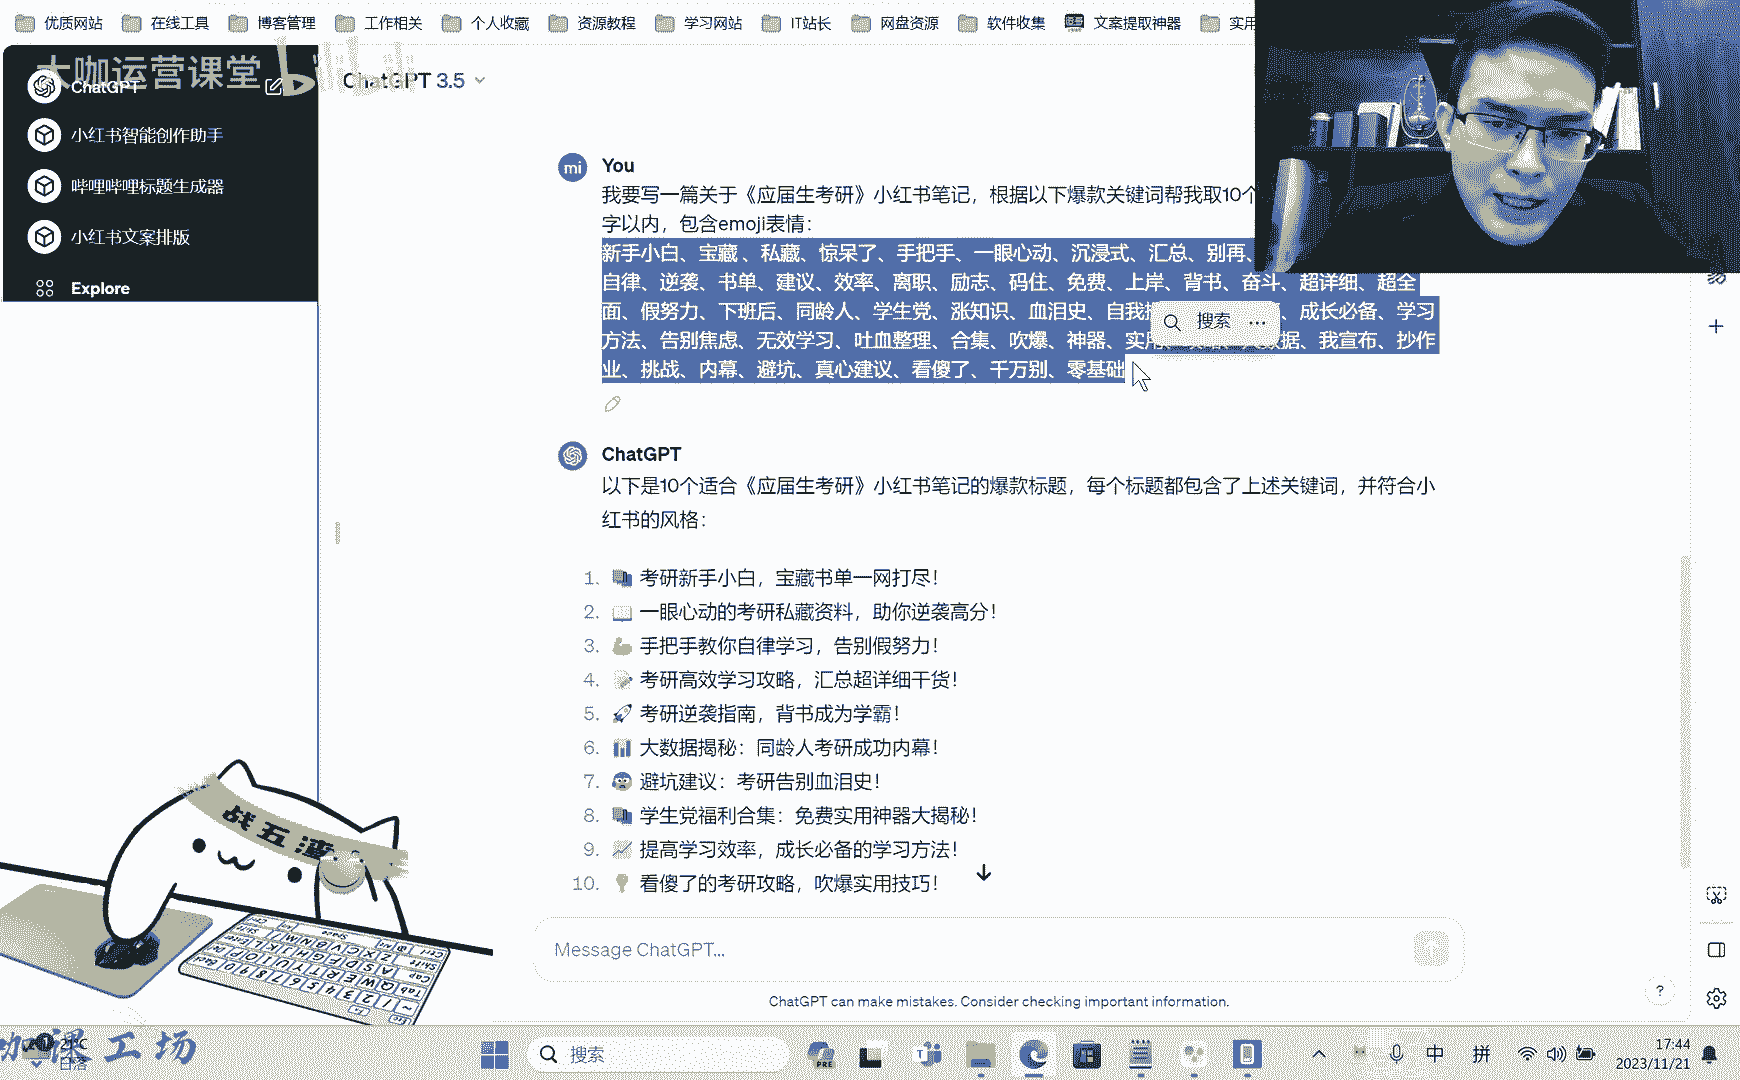 优质网站 在线工具 博客管理 工作相关 个人收藏 资源教程 学习网站 IT站长 网盘资源 软件收集 文案提取神器 实用
大咖运营课堂 bilibili
ChatGPT
ChatGPT 3.5
小红书智能创作助手
哔哩哔哩标题生成器
小红书文案排版
Explore
mi You
我要写一篇关于《应届生考研》小红书笔记，根据以下爆款关键词帮我取10个
字以内，包含emoji表情：
新手小白、宝藏 、私藏、惊呆了、手把手、一眼心动、沉浸式、汇总、别再、
自律、逆袭、书单、建议、效率、离职、励志、码住、免费、上岸、背书、奋斗、超详细、超全
面、假努力、下班后、同龄人、学生党、涨知识、血泪史、自我 、成长必备、学习
搜索 ···
方法、告别焦虑、无效学习、吐血整理、合集、吹爆、神器、实用、 数据、我宣布、抄作
业、挑战、内幕、避坑、真心建议、看傻了、千万别、零基础
ChatGPT
以下是10个适合《应届生考研》小红书笔记的爆款标题，每个标题都包含了上述关键词，并符合小
红书的风格：
1. 📚 考研新手小白，宝藏书单一网打尽！
2. 📖 一眼心动的考研私藏资料，助你逆袭高分！
3. 💪 手把手教你自律学习，告别假努力！
4. 📝 考研高效学习攻略，汇总超详细干货！
5. 🚀 考研逆袭指南，背书成为学霸！
6. 📊 大数据揭秘：同龄人考研成功内幕！
7. 😨 避坑建议：考研告别血泪史！
8. 📚 学生党福利合集：免费实用神器大揭秘！
9. 📈 提高学习效率，成长必备的学习方法！
10. 💡 看傻了的考研攻略，吹爆实用技巧！
Message ChatGPT...
ChatGPT can make mistakes. Consider checking important information.
?
战五渣
咖课工场
21°C
日落
搜索
PRE
中 拼
17:44
2023/11/21